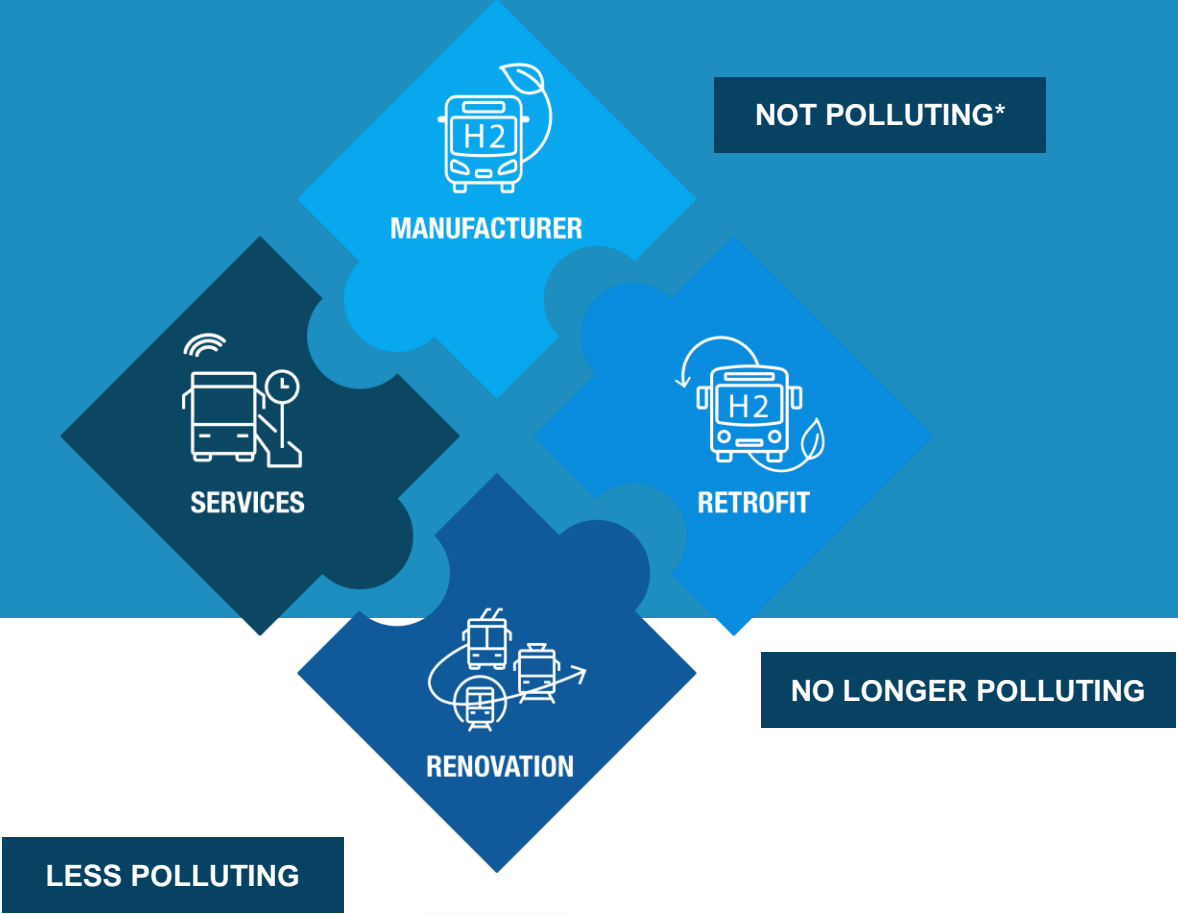 NOT POLLUTING*
H2
MANUFACTURER
H2
SERVICES
RETROFIT
NO LONGER POLLUTING
RENOVATION
LESS POLLUTING